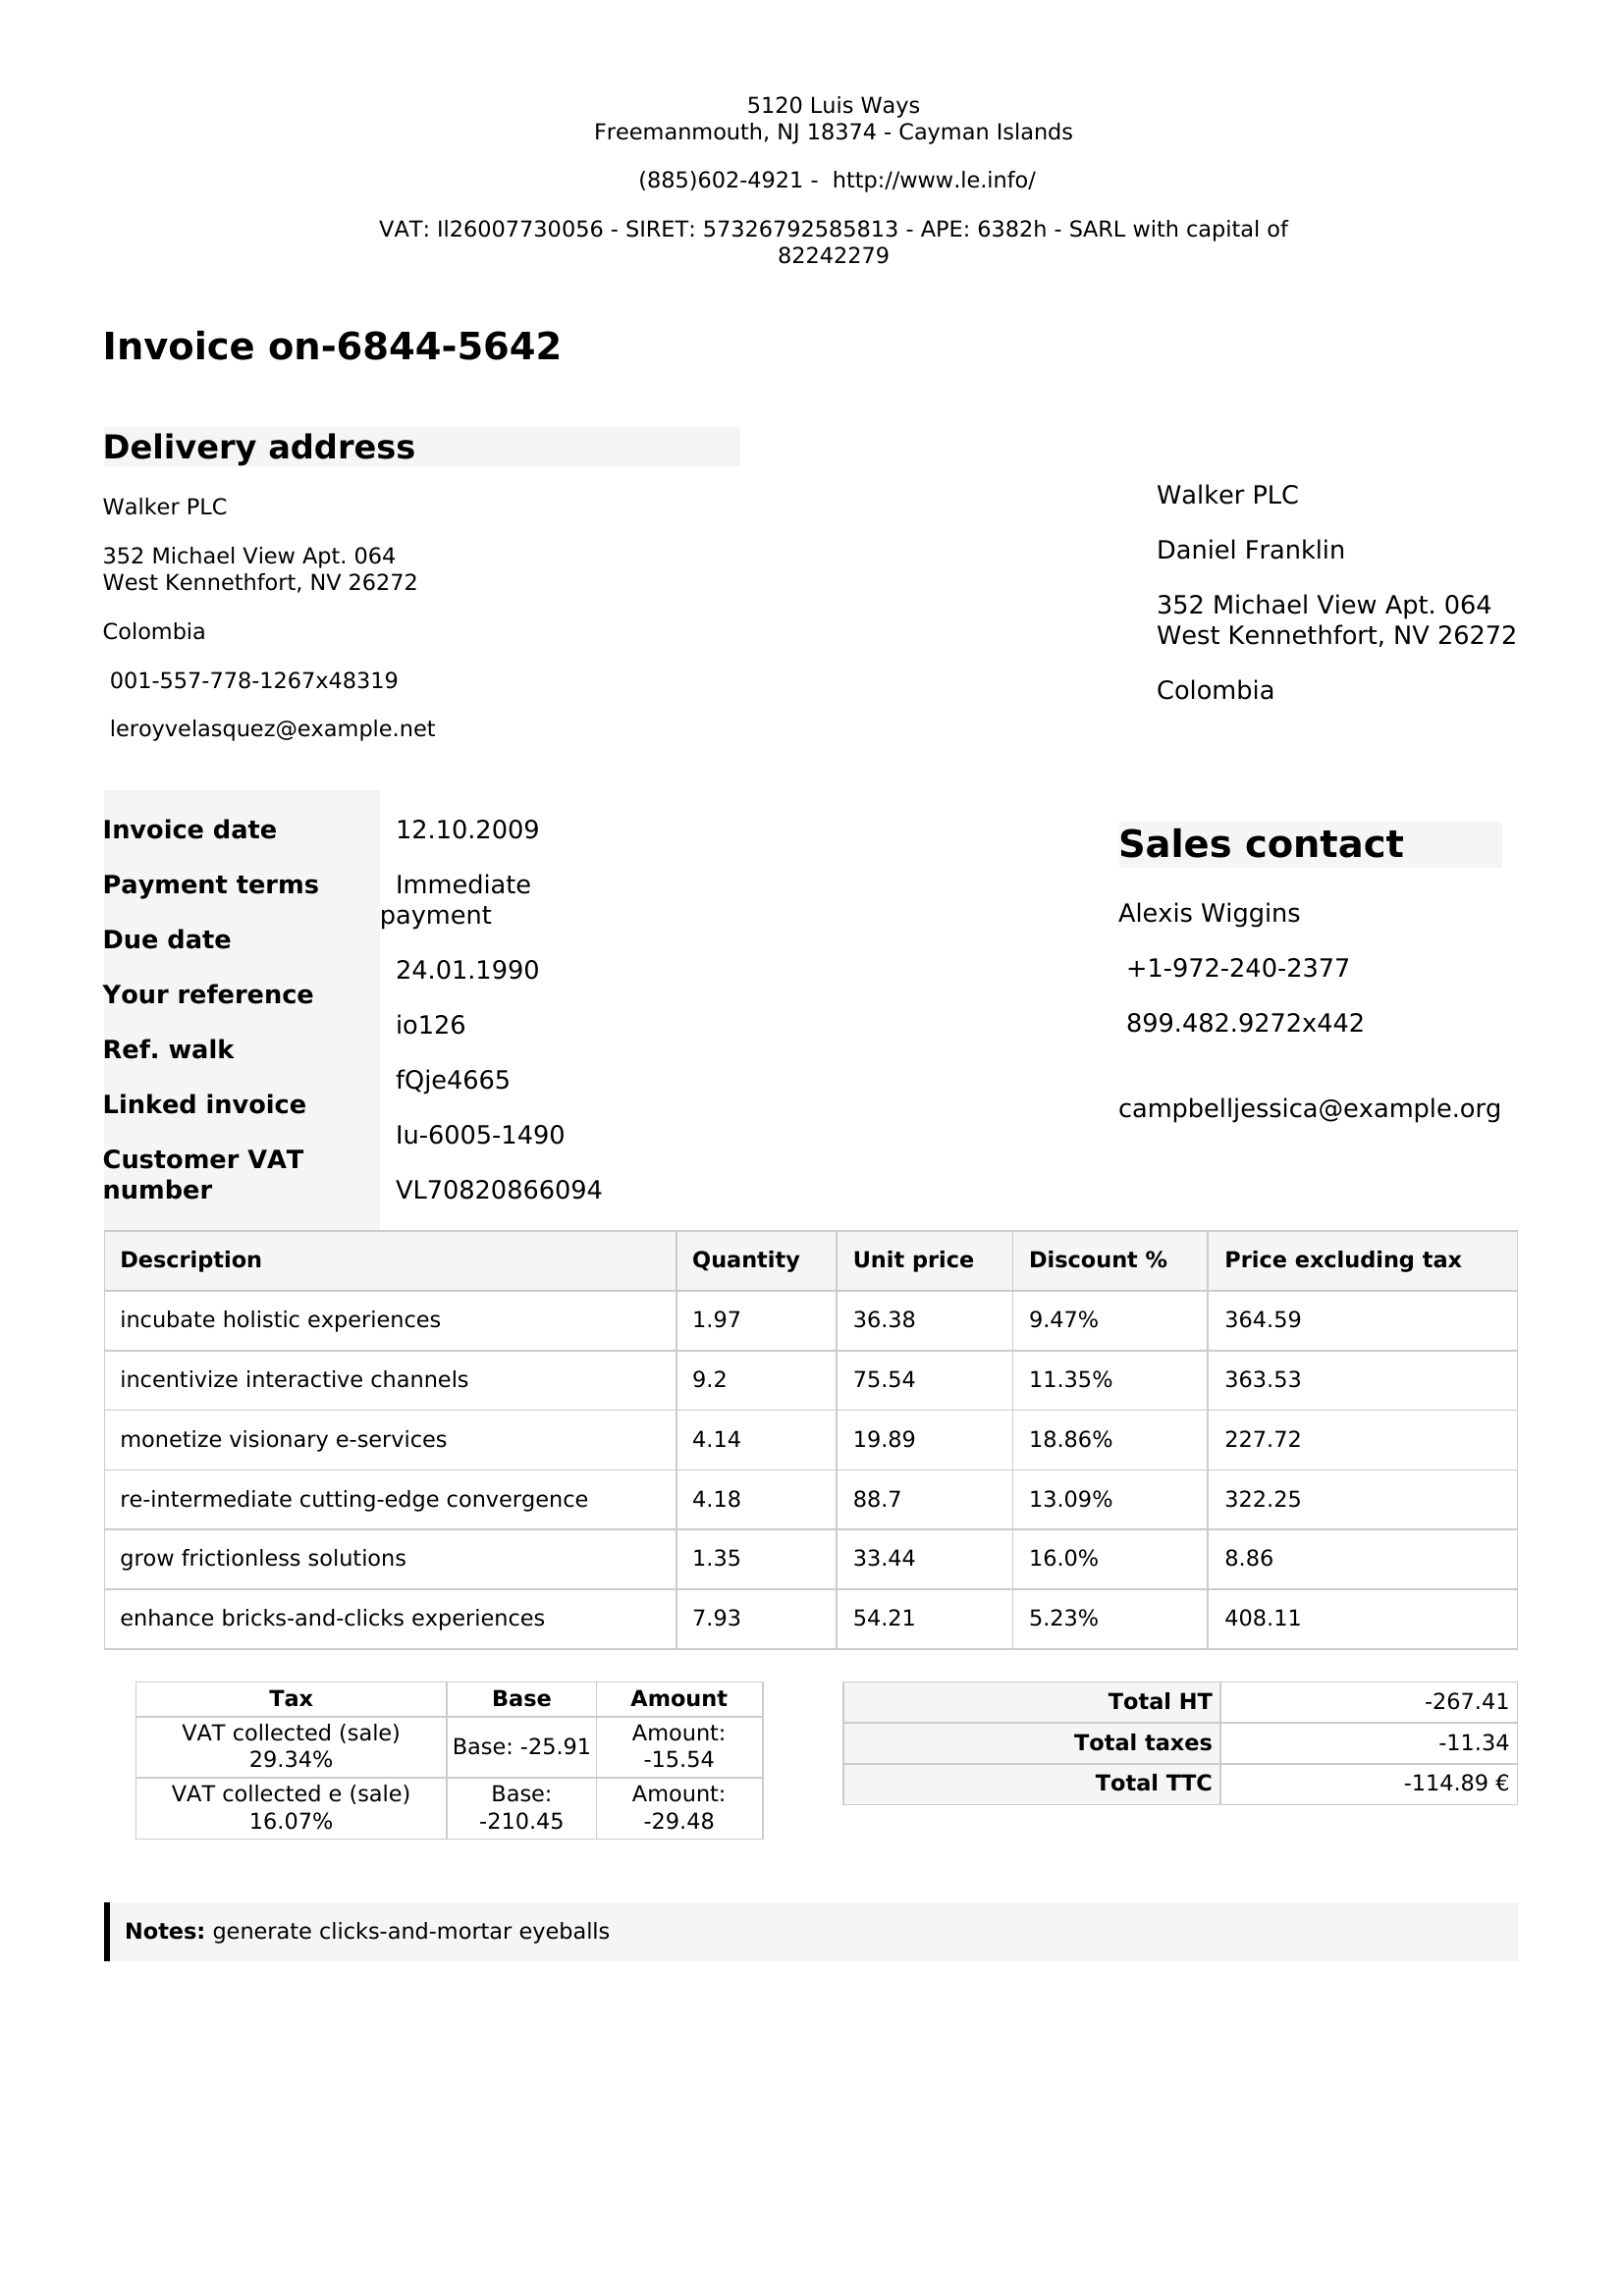 5120 Luis Ways
Freemanmouth, NJ 18374 - Cayman Islands
(885)602-4921 -  http://www.le.info/
VAT: Il26007730056 - SIRET: 57326792585813 - APE: 6382h - SARL with capital of
82242279
Invoice on-6844-5642
Delivery address
Walker PLC
352 Michael View Apt. 064
West Kennethfort, NV 26272
Colombia
001-557-778-1267x48319
leroyvelasquez@example.net
Walker PLC
Daniel Franklin
352 Michael View Apt. 064
West Kennethfort, NV 26272
Colombia
Invoice date
Payment terms
Due date
Your reference
Ref. walk
Linked invoice
Customer VAT
number
12.10.2009
Immediate
payment
24.01.1990
io126
fQje4665
Iu-6005-1490
VL70820866094
Sales contact
Alexis Wiggins
+1-972-240-2377
899.482.9272x442
campbelljessica@example.org
Description Quantity Unit price Discount % Price excluding tax
incubate holistic experiences 1.97 36.38 9.47% 364.59
incentivize interactive channels 9.2 75.54 11.35% 363.53
monetize visionary e-services 4.14 19.89 18.86% 227.72
re-intermediate cutting-edge convergence 4.18 88.7 13.09% 322.25
grow frictionless solutions 1.35 33.44 16.0% 8.86
enhance bricks-and-clicks experiences 7.93 54.21 5.23% 408.11
Tax Base Amount
VAT collected (sale)
29.34%
Base: -25.91
Amount:
-15.54
VAT collected e (sale)
16.07%
Base:
-210.45
Amount:
-29.48
Total HT -267.41
Total taxes -11.34
Total TTC -114.89 €
Notes: generate clicks-and-mortar eyeballs